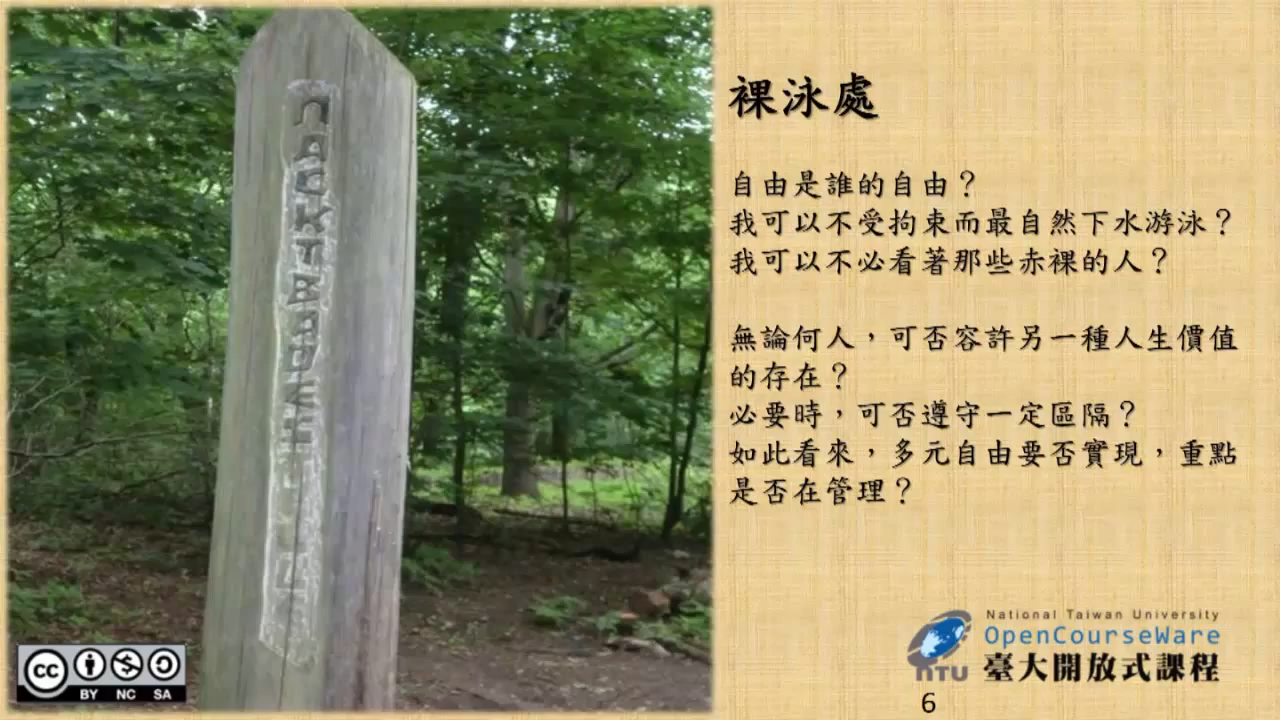 NACKTBADESTELLE
裸泳處
自由是誰的自由？
我可以不受拘束而最自然下水游泳？
我可以不必看著那些赤裸的人？
無論何人，可否容許另一種人生價值
的存在？
必要時，可否遵守一定區隔？
如此看來，多元自由要否實現，重點
是否在管理？
cc
BY NC SA
National Taiwan University
OpenCourseWare
NTU
臺大開放式課程
6